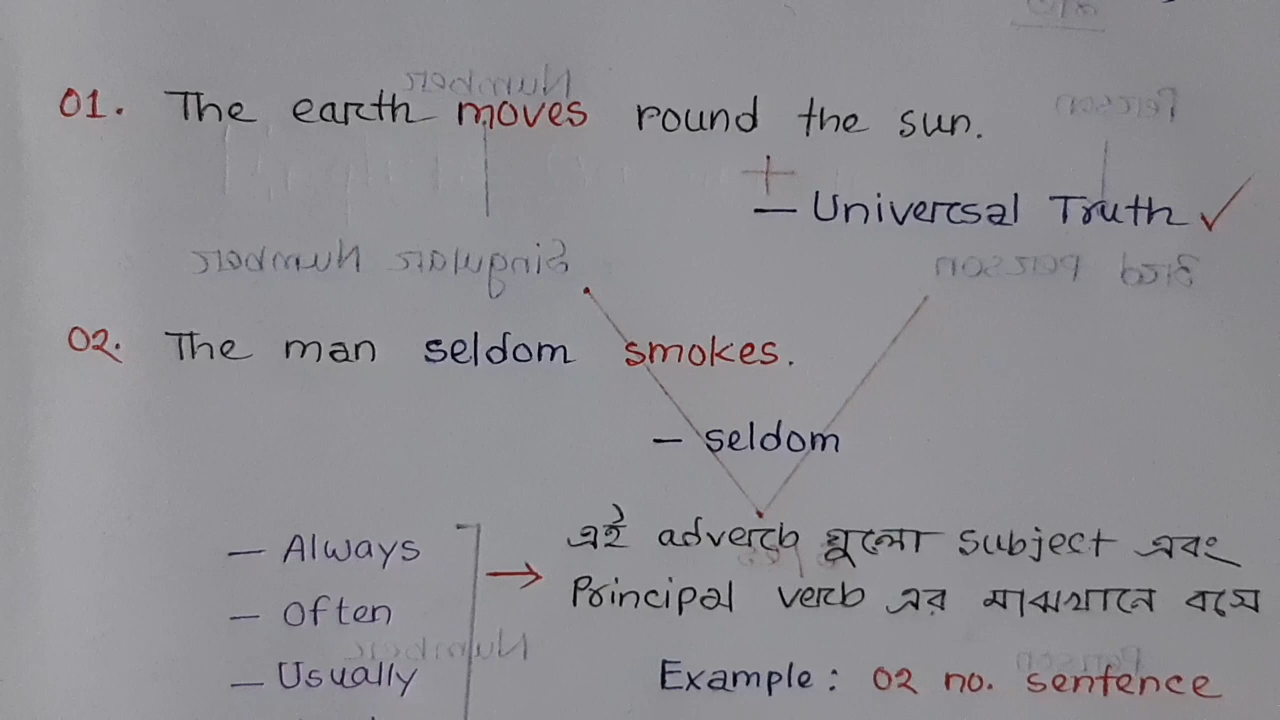 01. The earth moves round the sun.
— Universal Truth ✓
02. The man seldom smokes.
— seldom
— Always
— Often
— Usually
এই adverb গুলো subject এবং
Principal verb এর মাঝখানে বসে
Example: 02 no. sentence